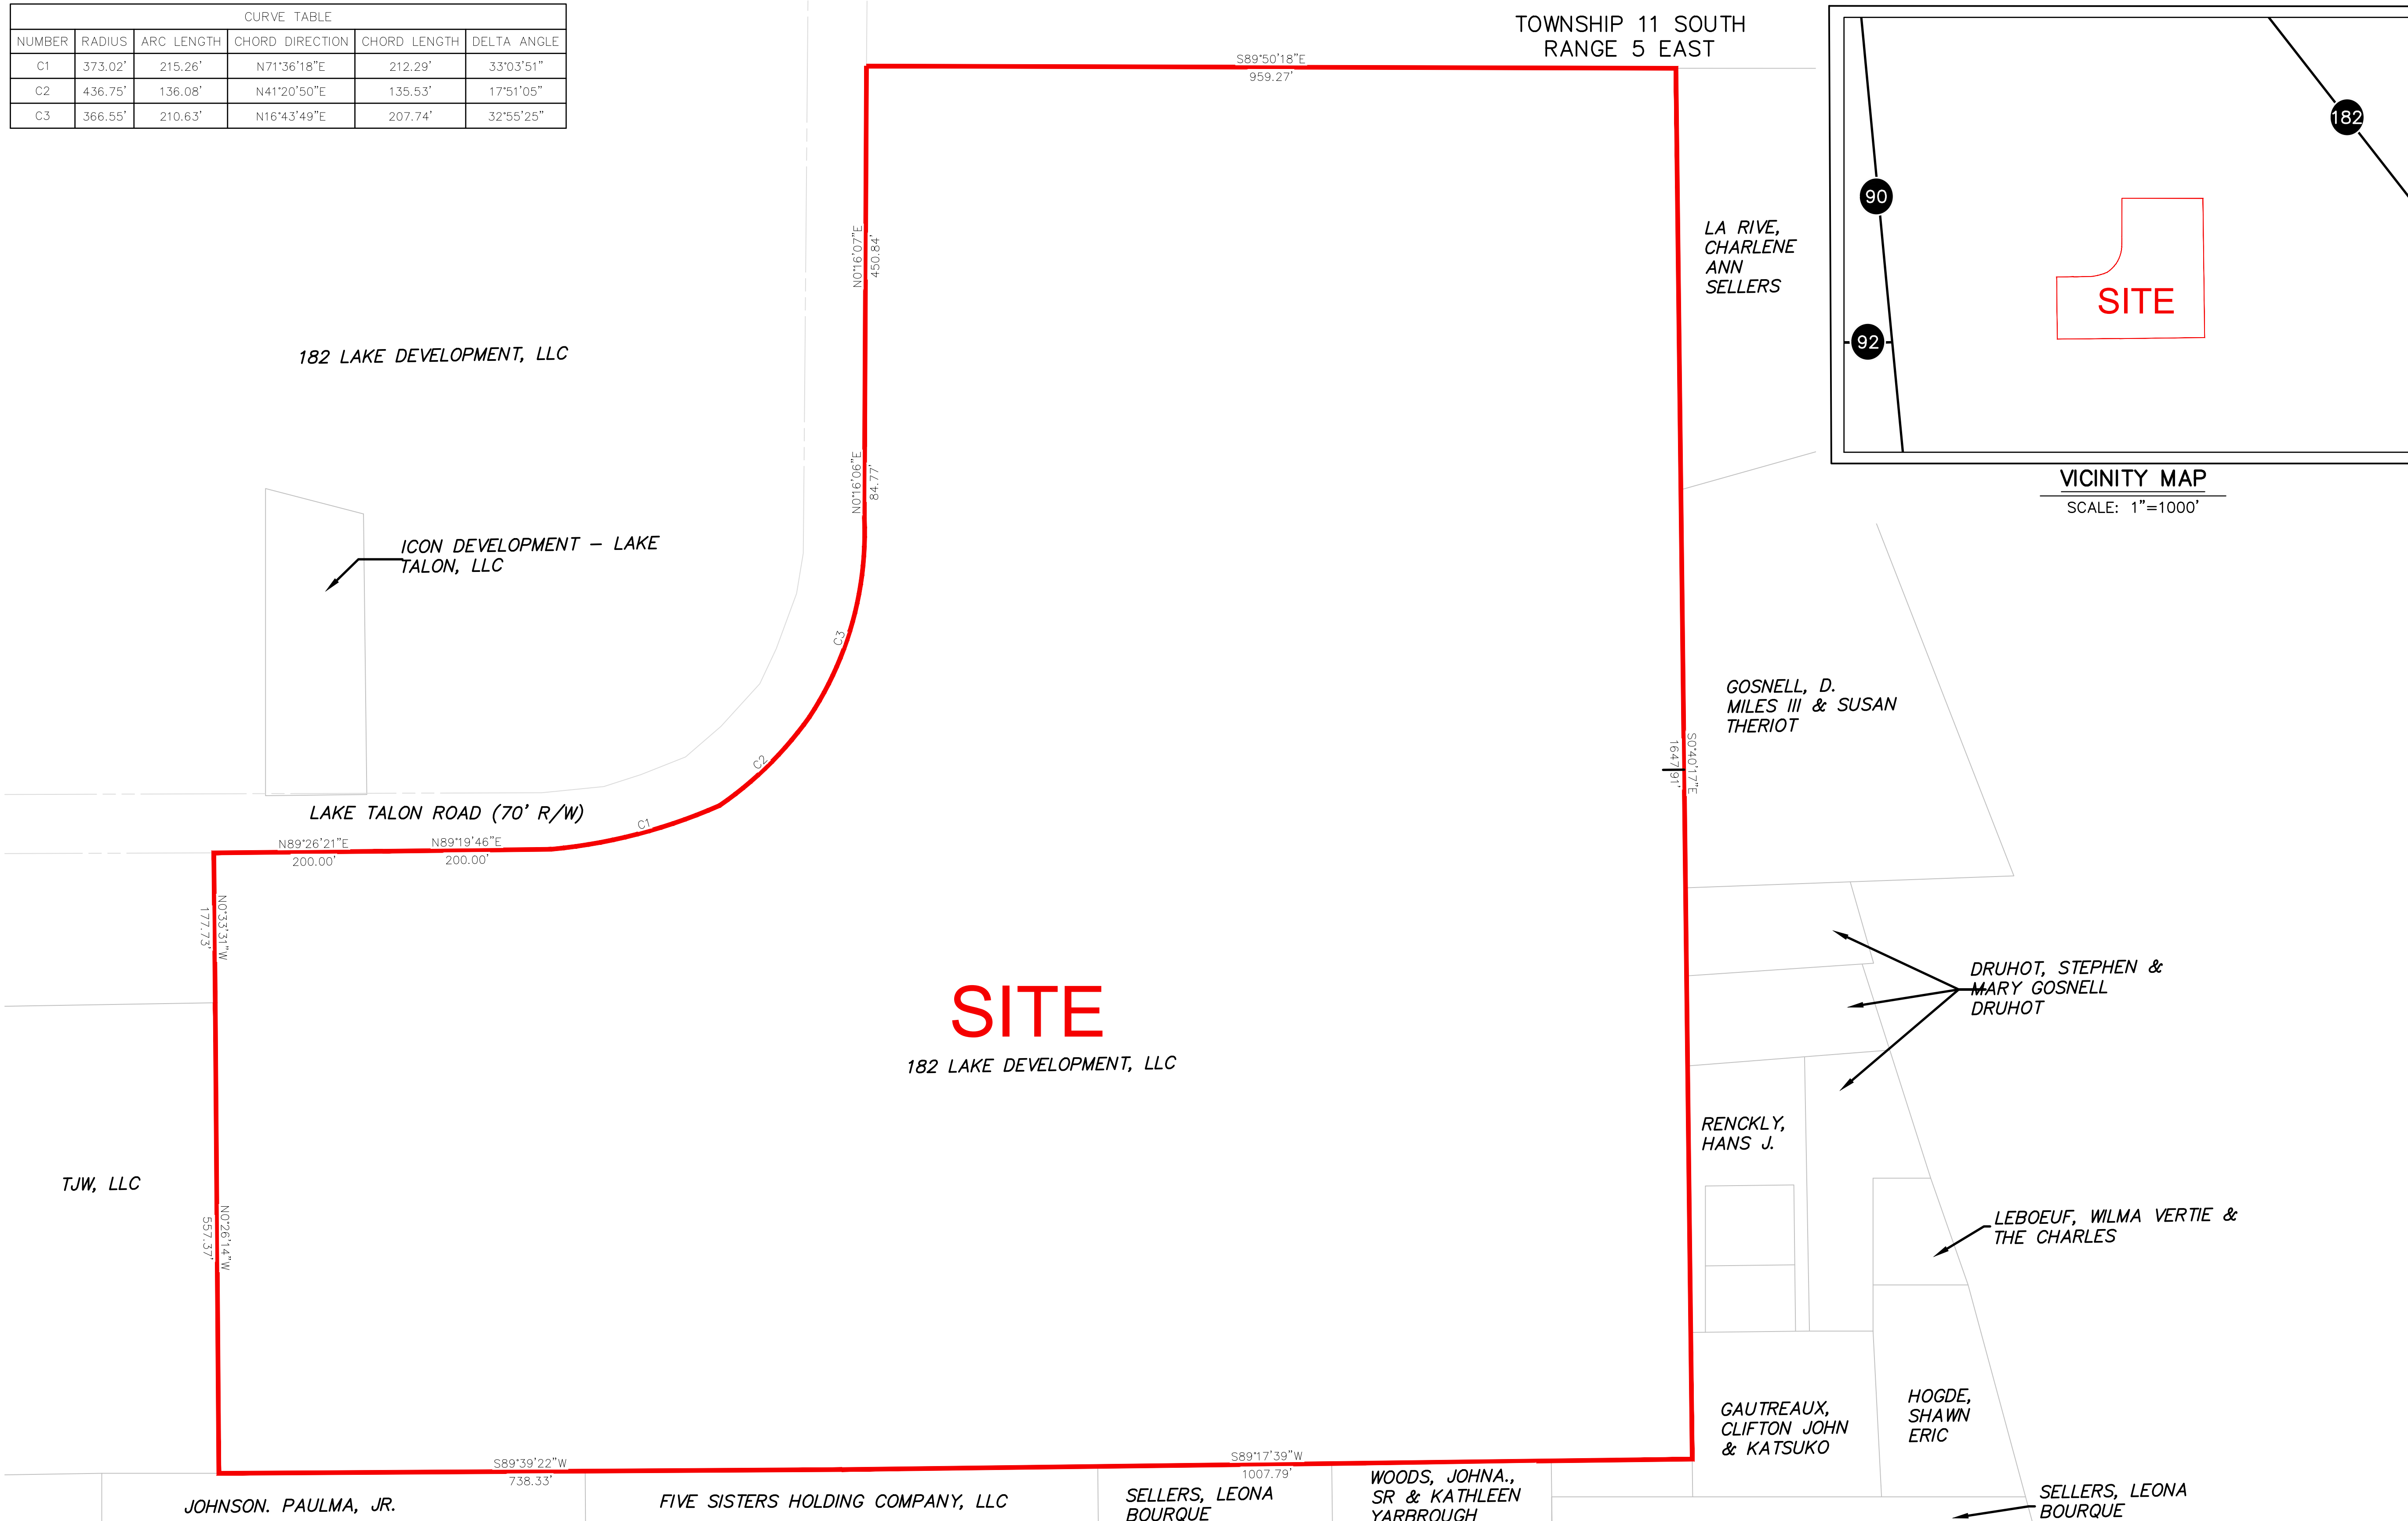 CURVE TABLE
NUMBER RADIUS ARC LENGTH CHORD DIRECTION CHORD LENGTH DELTA ANGLE
C1 373.02' 215.26' N71°36'18"E 212.29' 33°03'51"
C2 436.75' 136.08' N41°20'50"E 135.53' 17°51'05"
C3 366.55' 210.63' N16°43'49"E 207.74' 32°55'25"
TOWNSHIP 11 SOUTH
RANGE 5 EAST
S89°50'18"E
959.27'
182
90
92
SITE
VICINITY MAP
SCALE: 1"=1000'
N0°16'07"E
450.84'
LA RIVE,
CHARLENE
ANN
SELLERS
182 LAKE DEVELOPMENT, LLC
N0°16'06"E
84.77'
ICON DEVELOPMENT – LAKE
TALON, LLC
C3
C2
C1
GOSNELL, D.
MILES III & SUSAN
THERIOT
S0°40'17"E
1647.91'
LAKE TALON ROAD (70' R/W)
N89°26'21"E
200.00'
N89°19'46"E
200.00'
N0°33'31"W
177.73'
SITE
182 LAKE DEVELOPMENT, LLC
DRUHOT, STEPHEN &
MARY GOSNELL
DRUHOT
RENCKLY,
HANS J.
TJW, LLC
N0°26'14"W
557.37'
LEBOEUF, WILMA VERTIE &
THE CHARLES
GAUTREAUX,
CLIFTON JOHN
& KATSUKO
HOGDE,
SHAWN
ERIC
S89°39'22"W
738.33'
S89°17'39"W
1007.79'
JOHNSON. PAULMA, JR.
FIVE SISTERS HOLDING COMPANY, LLC
SELLERS, LEONA
BOURQUE
WOODS, JOHNA.,
SR & KATHLEEN
YARBROUGH
SELLERS, LEONA
BOURQUE